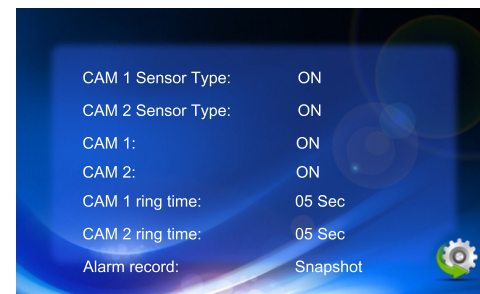 CAM 1 Sensor Type: ON
CAM 2 Sensor Type: ON
CAM 1: ON
CAM 2: ON
CAM 1 ring time: 05 Sec
CAM 2 ring time: 05 Sec
Alarm record: Snapshot